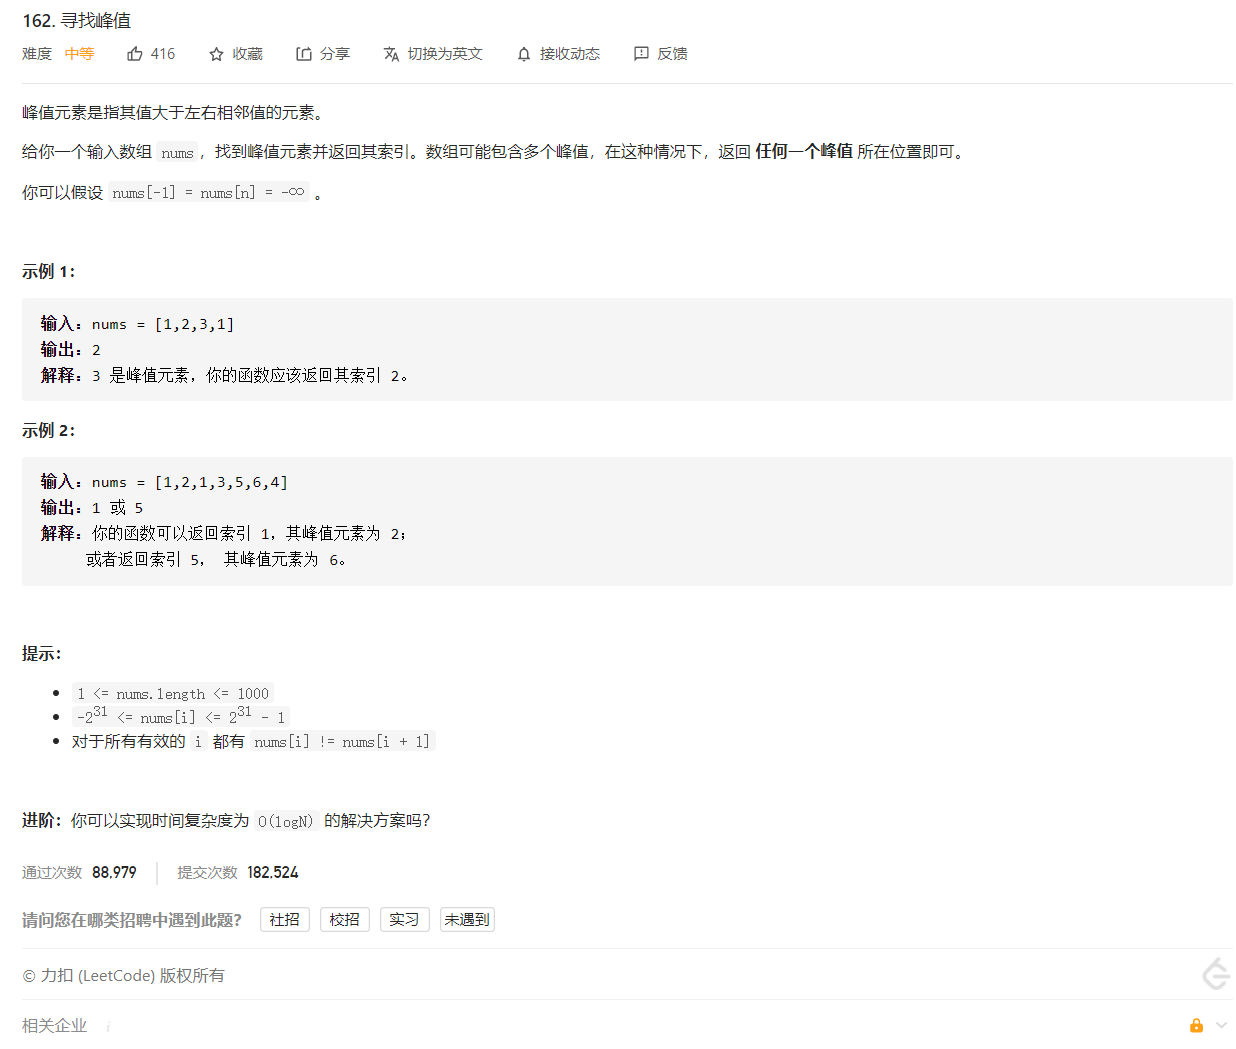 162. 寻找峰值
难度 中等 416 收藏 分享 切换为英文 接收动态 反馈
峰值元素是指其值大于左右相邻值的元素。
给你一个输入数组 nums，找到峰值元素并返回其索引。数组可能包含多个峰值，在这种情况下，返回 任何一个峰值 所在位置即可。
你可以假设 nums[-1] = nums[n] = -∞ 。
示例 1：
输入：nums = [1,2,3,1]
输出：2
解释：3 是峰值元素，你的函数应该返回其索引 2。
示例 2：
输入：nums = [1,2,1,3,5,6,4]
输出：1 或 5
解释：你的函数可以返回索引 1，其峰值元素为 2；
或者返回索引 5， 其峰值元素为 6。
提示：
• 1 <= nums.length <= 1000
• -2³¹ <= nums[i] <= 2³¹ - 1
• 对于所有有效的 i 都有 nums[i] != nums[i + 1]
进阶：你可以实现时间复杂度为 O(logN) 的解决方案吗？
通过次数 88,979 提交次数 182,524
请问您在哪类招聘中遇到此题？ 社招 校招 实习 未遇到
© 力扣 (LeetCode) 版权所有
相关企业 i